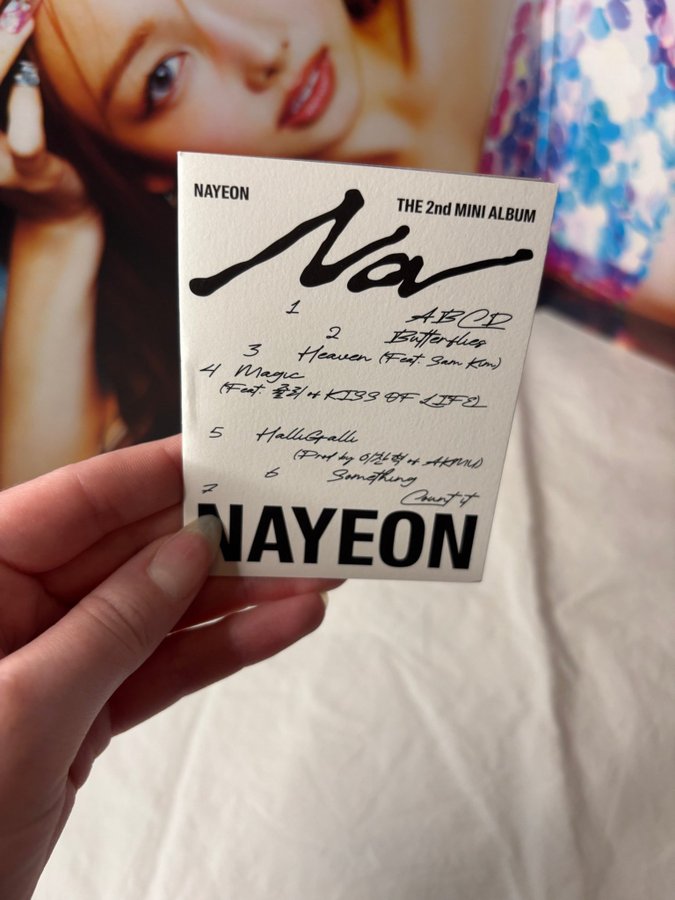 NAYEON
THE 2nd MINI ALBUM
Na
1 ABCD
2 Butterflies
3 Heaven (Feat. Sam Kim)
4 Magic
(Feat. 쥴리 of KISS OF LIFE)
5 HalliGalli
(Prod by 이찬혁 of AKMU)
6 Something
7 Count it
NAYEON